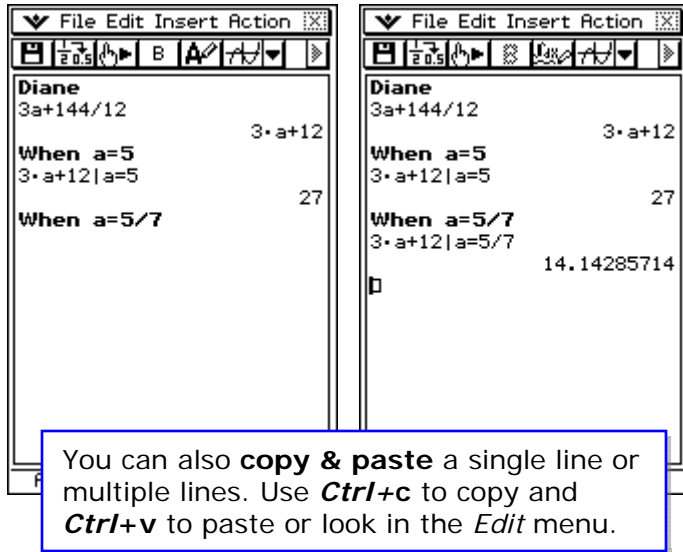 File Edit Insert Action
B
Diane
3a+144/12
3·a+12
When a=5
3·a+12|a=5
27
When a=5/7
File Edit Insert Action
Diane
3a+144/12
3·a+12
When a=5
3·a+12|a=5
27
When a=5/7
3·a+12|a=5/7
14.14285714
You can also copy & paste a single line or
multiple lines. Use Ctrl+c to copy and
Ctrl+v to paste or look in the Edit menu.